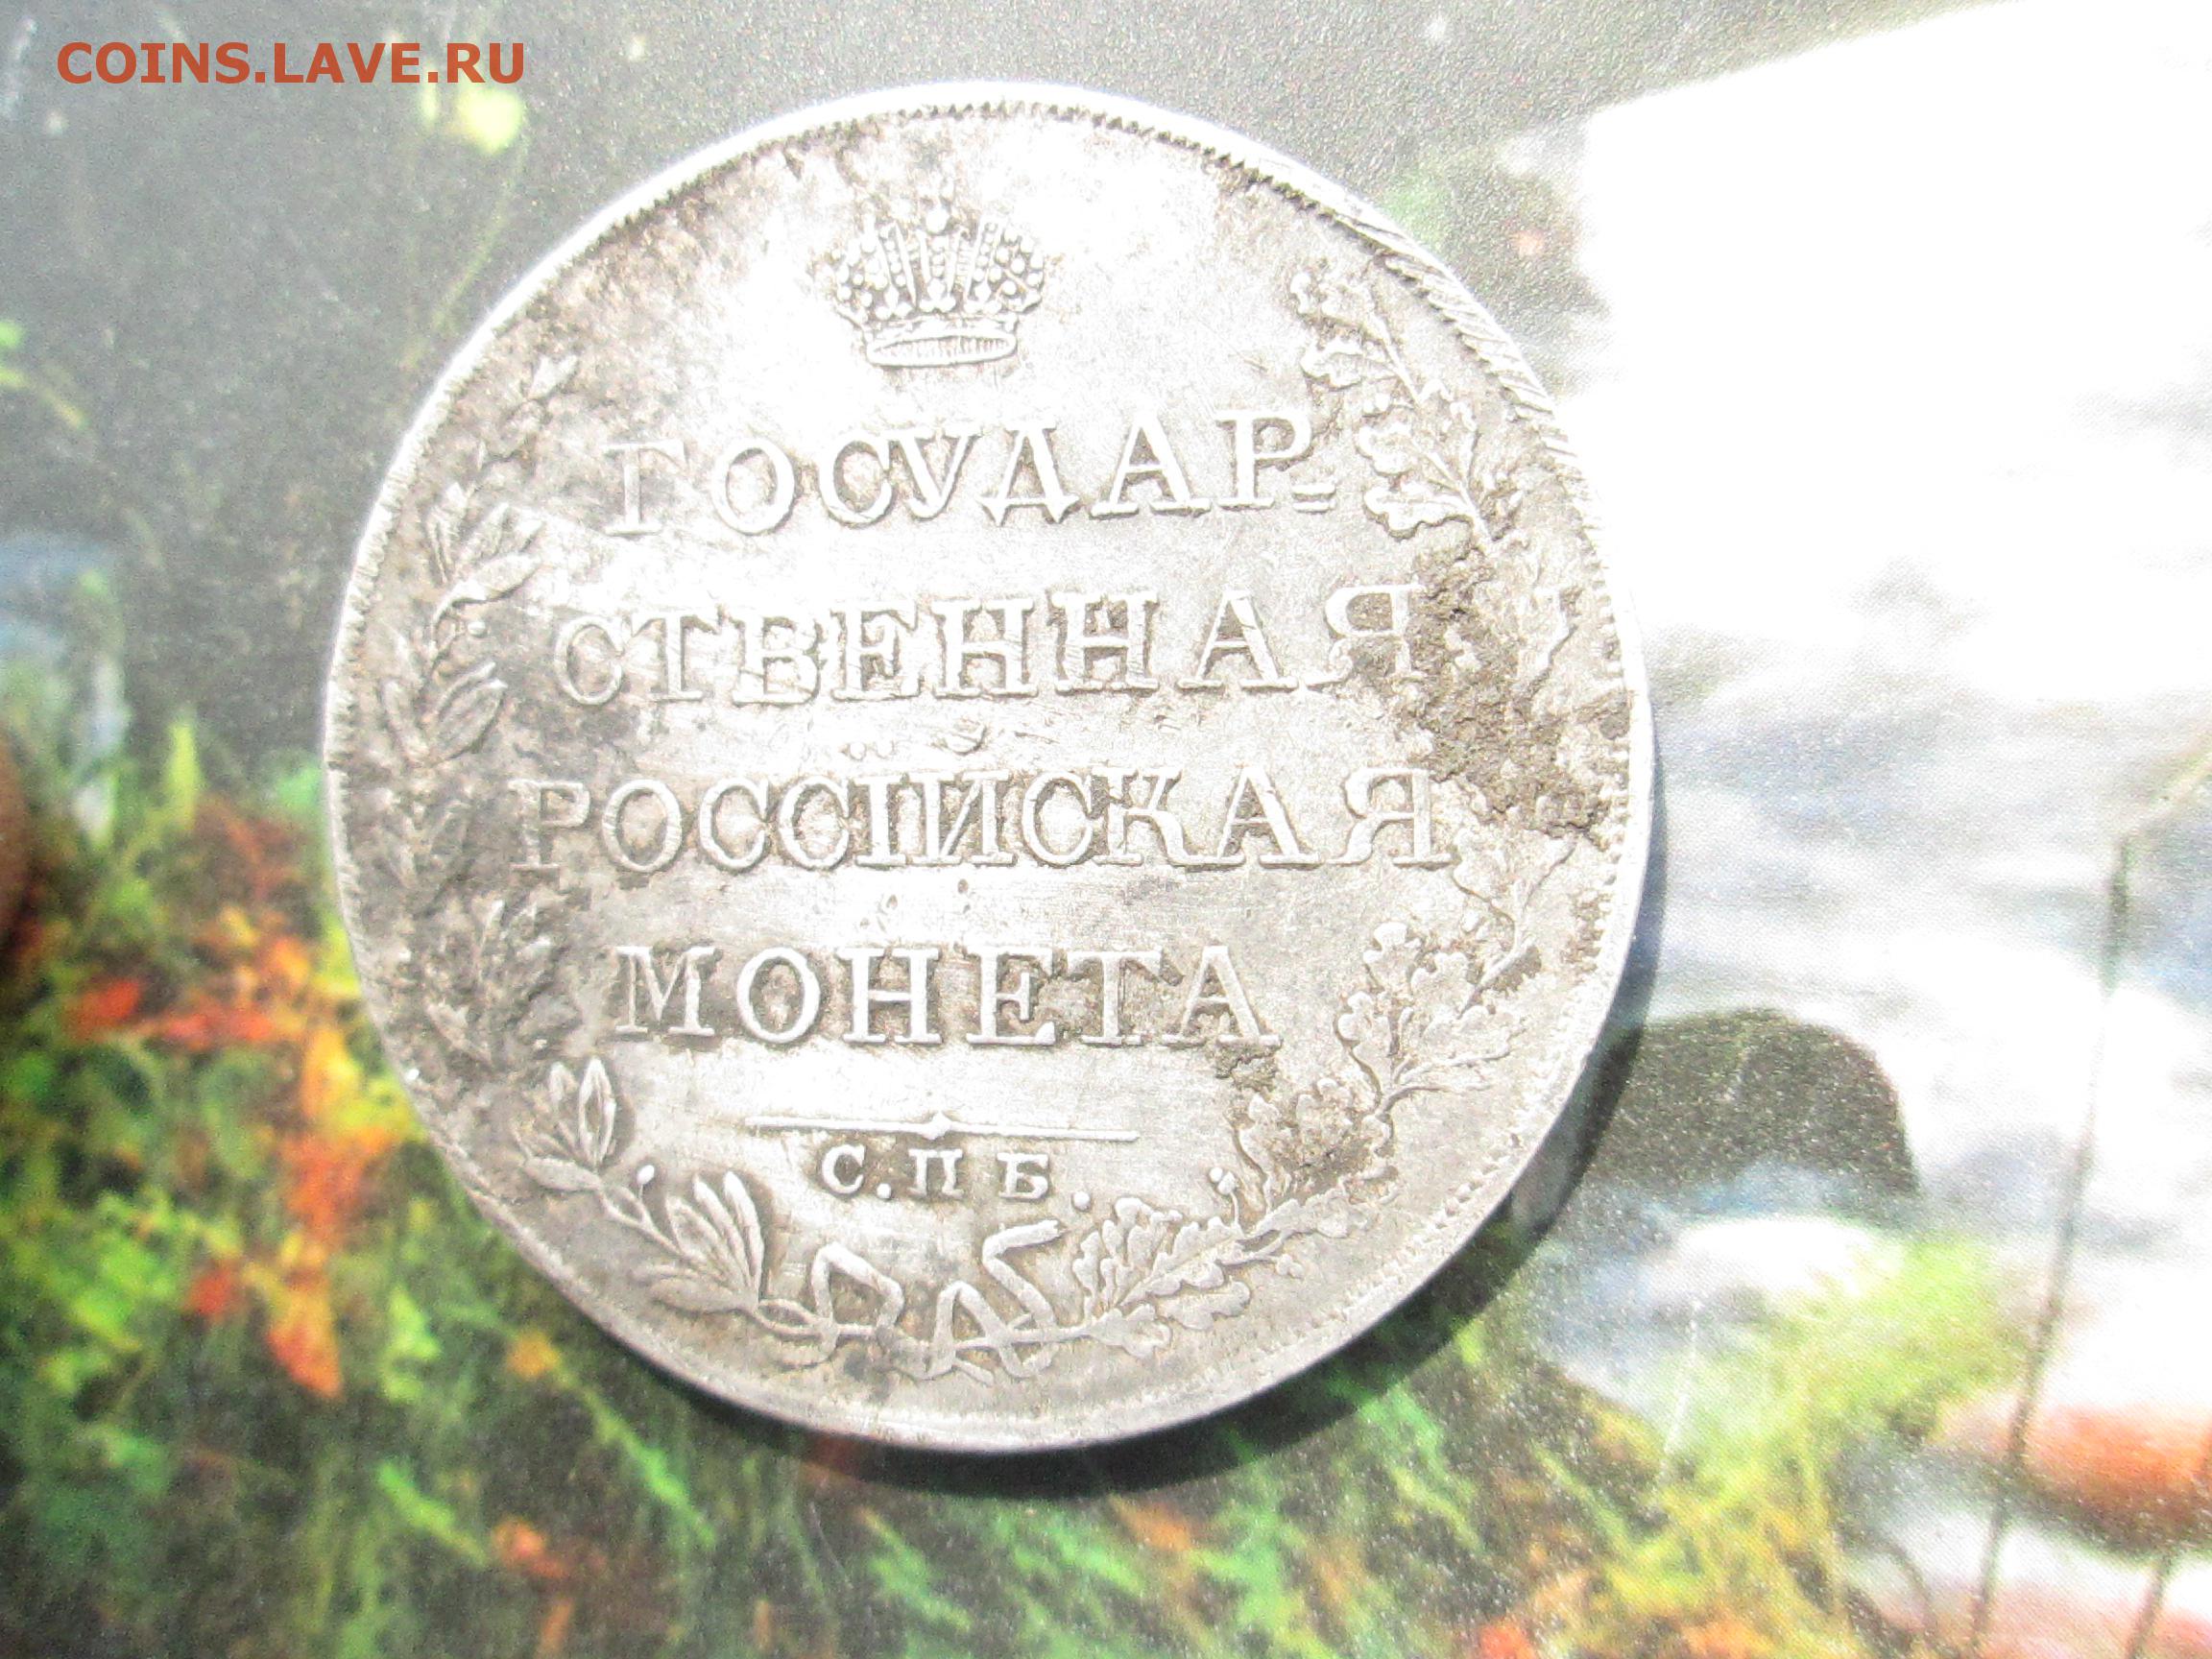 COINS.LAVE.RU
ГОСУДАР=
СТВЕННАЯ
РОССІЙСКАЯ
МОНЕТА
С.П Б.